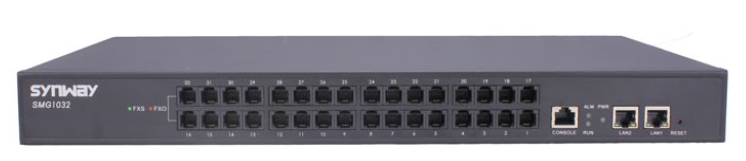 SYNWAY
SMG1032
FXS FXO
32 31 30 29 28 27 26 25 24 23 22 21 20 19 18 17
16 15 14 13 12 11 10 9 8 7 6 5 4 3 2 1
ALM PWR
CONSOLE RUN LAN2 LAN1 RESET